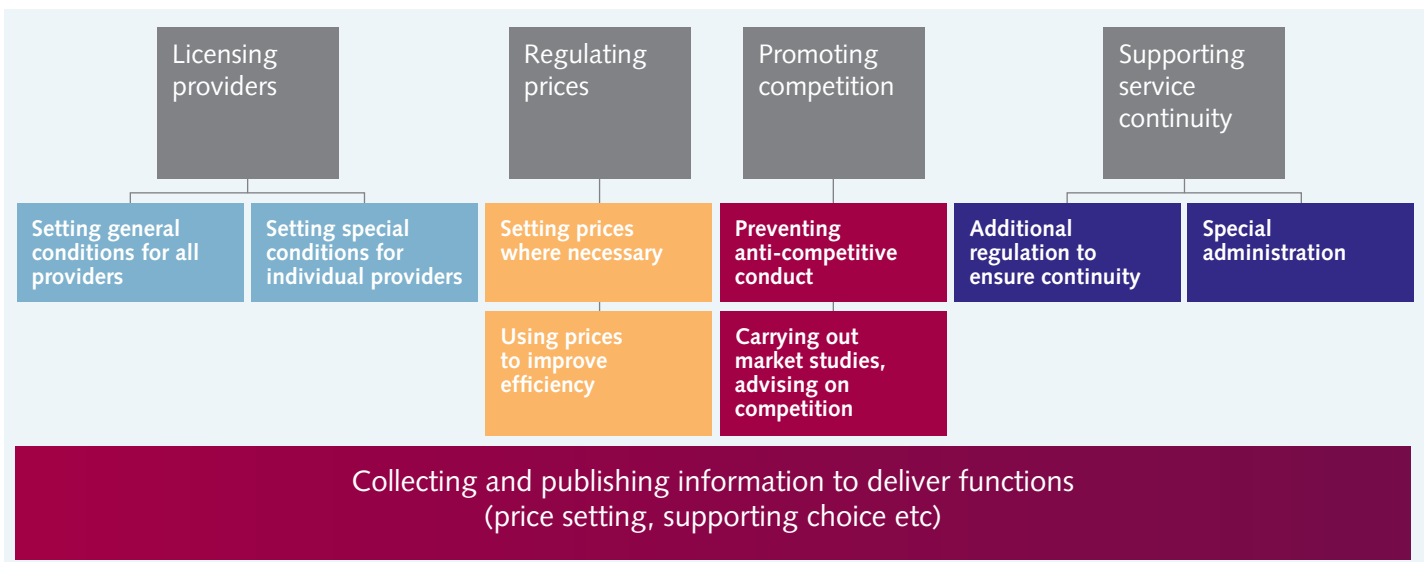 Licensing
providers
Regulating
prices
Promoting
competition
Supporting
service
continuity
Setting general
conditions for all
providers
Setting special
conditions for
individual providers
Setting prices
where necessary
Preventing
anti-competitive
conduct
Additional
regulation to
ensure continuity
Special
administration
Using prices
to improve
efficiency
Carrying out
market studies,
advising on
competition
Collecting and publishing information to deliver functions
(price setting, supporting choice etc)